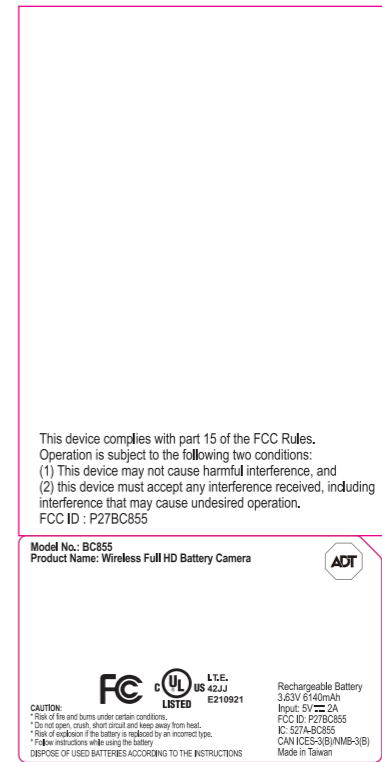 This device complies with part 15 of the FCC Rules.
Operation is subject to the following two conditions:
(1) This device may not cause harmful interference, and
(2) this device must accept any interference received, including
interference that may cause undesired operation.
FCC ID : P27BC855
Model No.: BC855
Product Name: Wireless Full HD Battery Camera
ADT
FC
C UL US
LISTED
I.T.E.
42JJ
E210921
CAUTION:
* Risk of fire and burns under certain conditions.
* Do not open, crush, short circuit and keep away from heat.
* Risk of explosion if the battery is replaced by an incorrect type.
* Follow instructions while using the battery
DISPOSE OF USED BATTERIES ACCORDING TO THE INSTRUCTIONS
Rechargeable Battery
3.63V 6140mAh
Input: 5V⎓2A
FCC ID: P27BC855
IC: 527A-BC855
CAN ICES-3(B)/NMB-3(B)
Made in Taiwan